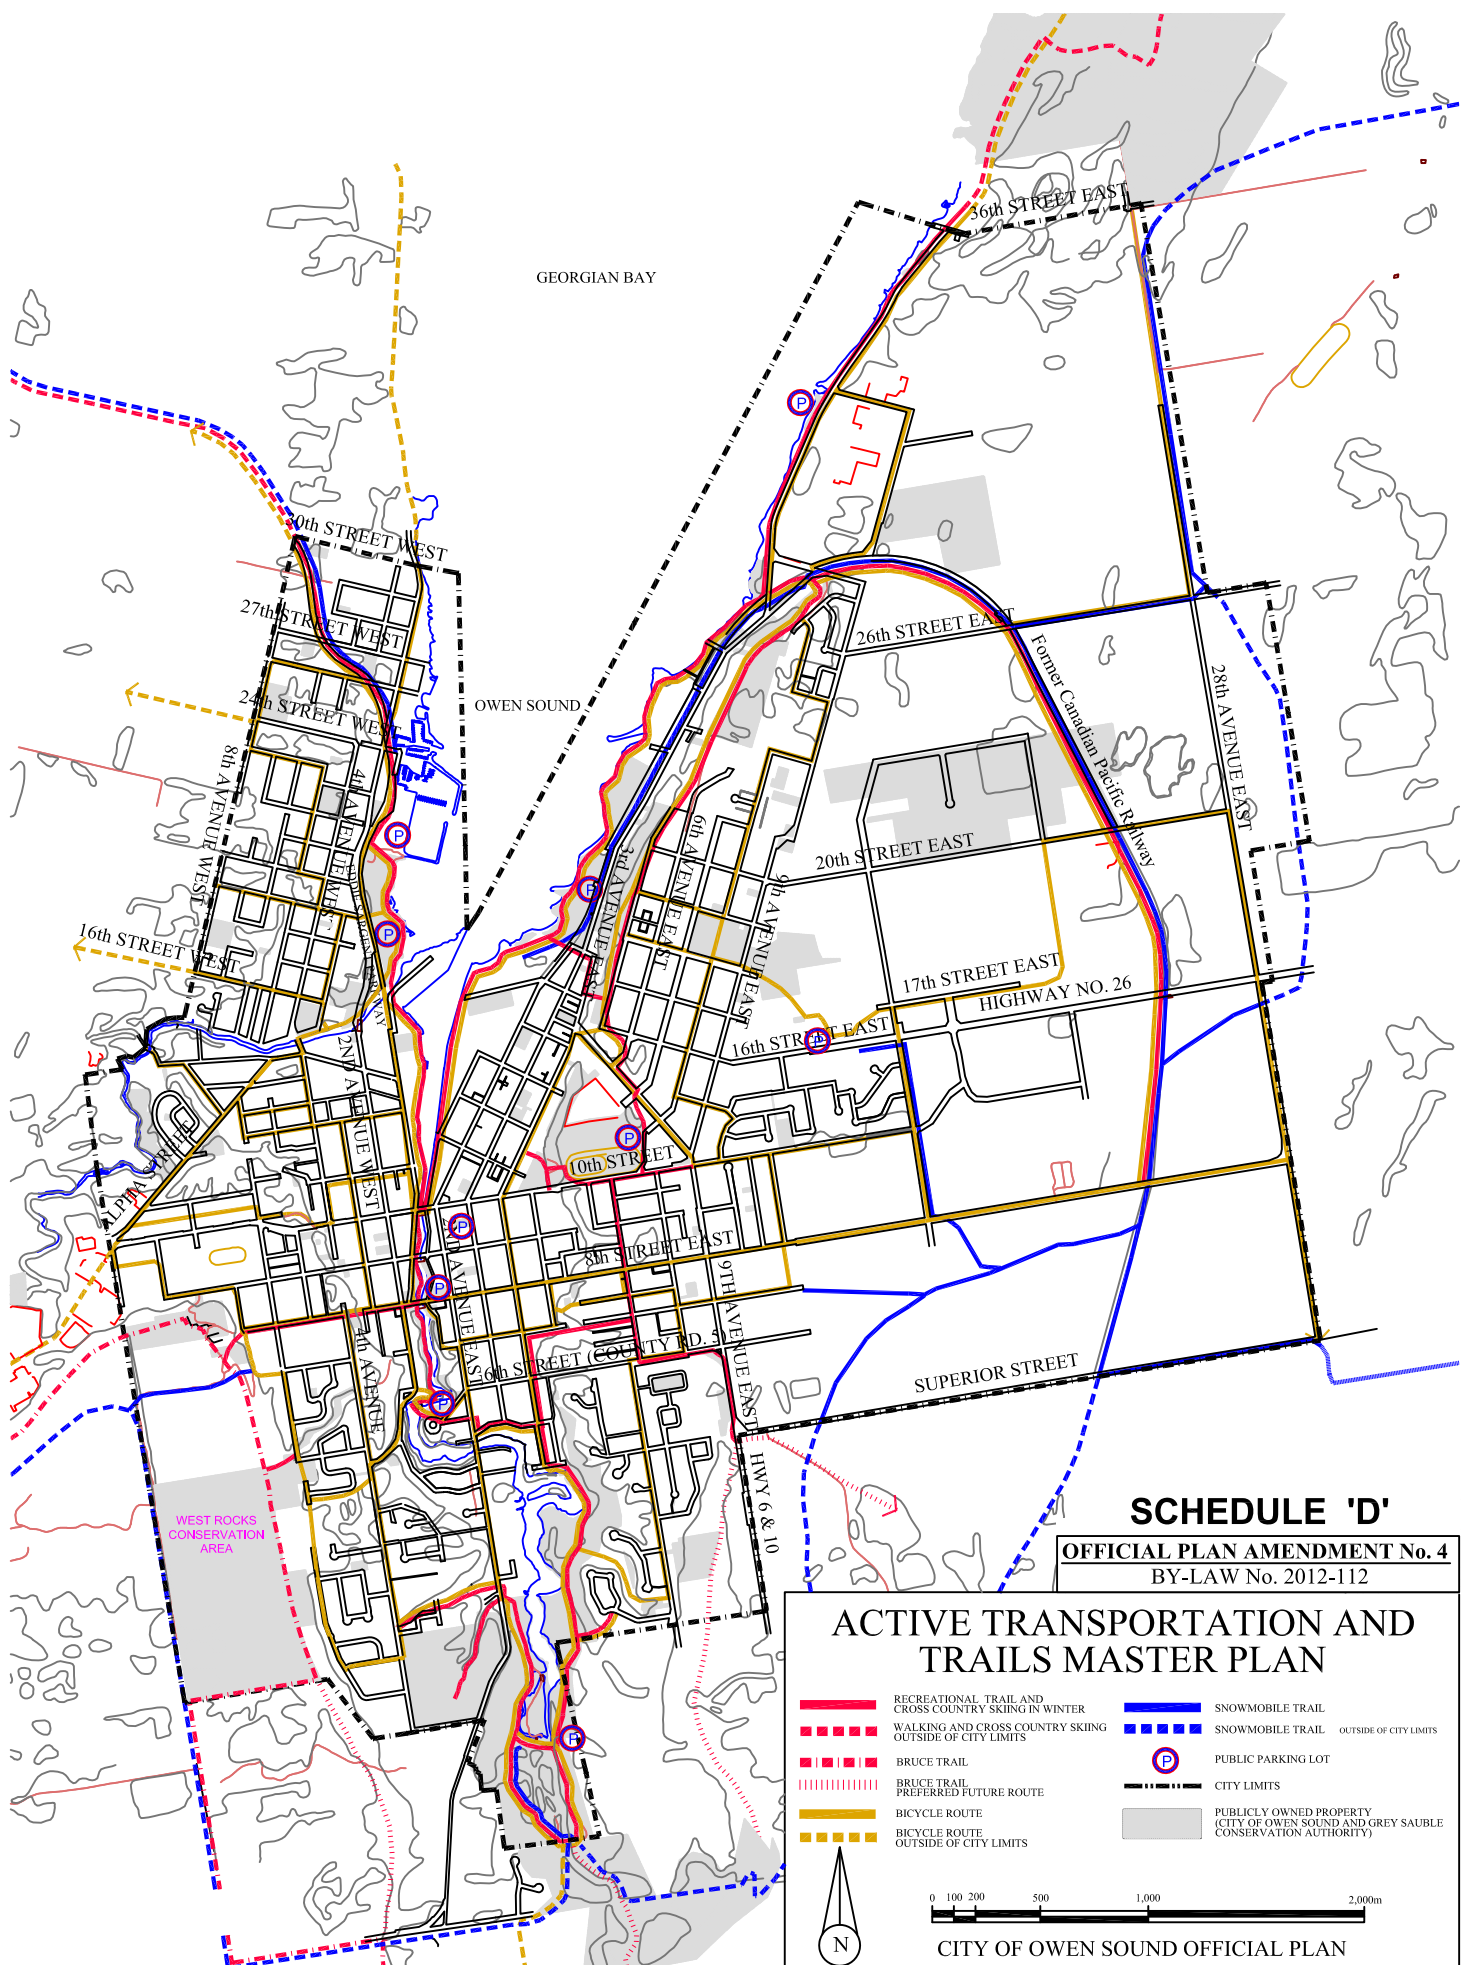 36th STREET EAST
GEORGIAN BAY
30th STREET WEST
27th STREET WEST
26th STREET EAST
Former Canadian Pacific Railway
28th AVENUE EAST
24th STREET WEST
OWEN SOUND
8th AVENUE WEST
4th AVENUE WEST
EDDIE SARGENT PARKWAY
P
P
P
P
3rd AVENUE EAST
6th AVENUE EAST
9th AVENUE EAST
20th STREET EAST
16th STREET WEST
17th STREET EAST
HIGHWAY NO. 26
16th STREET EAST
P
2ND AVENUE WEST
ALPHA STREET
P
10th STREET
P
2ND AVENUE EAST
8th STREET EAST
9TH AVENUE EAST
P
4th AVENUE
6th STREET (COUNTY RD. 5)
SUPERIOR STREET
P
HWY 6 & 10
WEST ROCKS
CONSERVATION
AREA
P
SCHEDULE 'D'
OFFICIAL PLAN AMENDMENT No. 4
BY-LAW No. 2012-112
ACTIVE TRANSPORTATION AND
TRAILS MASTER PLAN
RECREATIONAL TRAIL AND
CROSS COUNTRY SKIING IN WINTER
WALKING AND CROSS COUNTRY SKIING
OUTSIDE OF CITY LIMITS
BRUCE TRAIL
BRUCE TRAIL
PREFERRED FUTURE ROUTE
BICYCLE ROUTE
BICYCLE ROUTE
OUTSIDE OF CITY LIMITS
SNOWMOBILE TRAIL
SNOWMOBILE TRAIL OUTSIDE OF CITY LIMITS
P PUBLIC PARKING LOT
CITY LIMITS
PUBLICLY OWNED PROPERTY
(CITY OF OWEN SOUND AND GREY SAUBLE
CONSERVATION AUTHORITY)
0 100 200 500 1,000 2,000m
N
CITY OF OWEN SOUND OFFICIAL PLAN